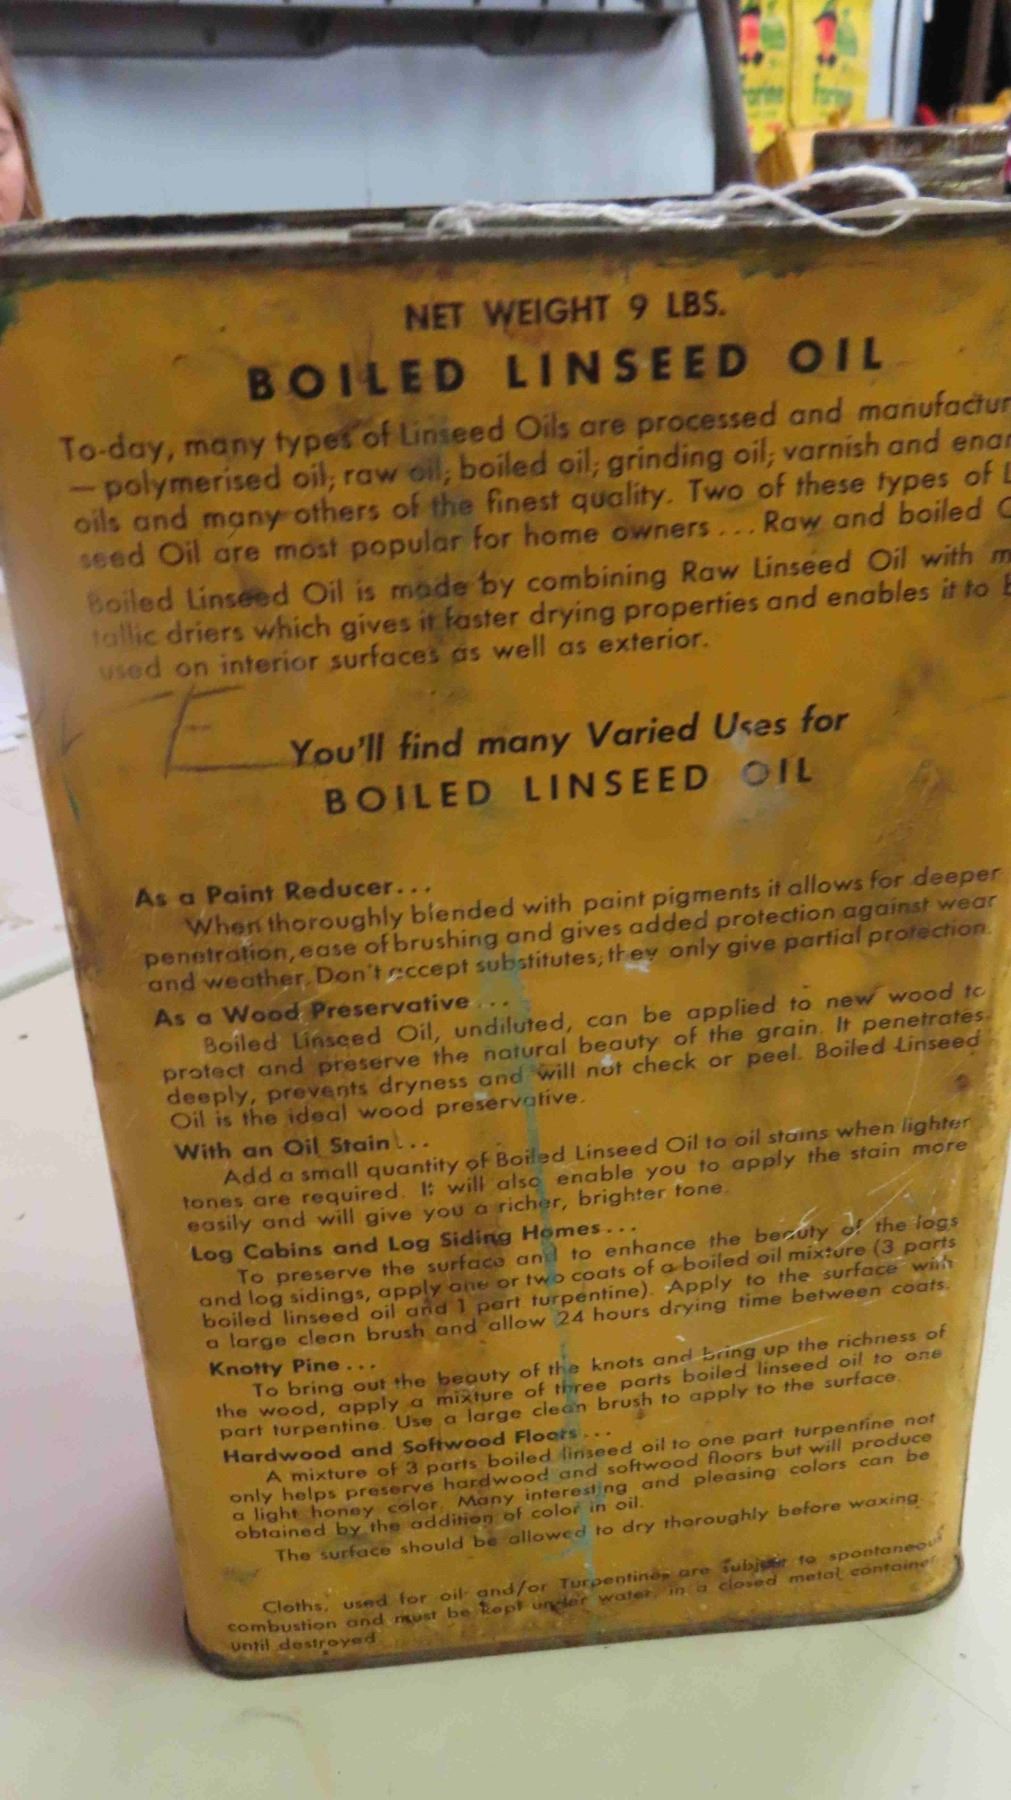 Farine
NET WEIGHT 9 LBS.
BOILED LINSEED OIL
To-day, many types of Linseed Oils are processed and manufactur
— polymerised oil; raw oil; boiled oil; grinding oil; varnish and ena
oils and many others of the finest quality. Two of these types of L
seed Oil are most popular for home owners... Raw and boiled O
Boiled Linseed Oil is made by combining Raw Linseed Oil with m
tallic driers which gives it faster drying properties and enables it to b
used on interior surfaces as well as exterior.
E
You'll find many Varied Uses for
BOILED LINSEED OIL
As a Paint Reducer...
When thoroughly blended with paint pigments it allows for deeper
penetration, ease of brushing and gives added protection against wear
and weather. Don't accept substitutes; they only give partial protection.
As a Wood Preservative...
Boiled Linseed Oil, undiluted, can be applied to new wood to
protect and preserve the natural beauty of the grain. It penetrates
deeply, prevents dryness and will not check or peel. Boiled Linseed
Oil is the ideal wood preservative.
With an Oil Stain...
Add a small quantity of Boiled Linseed Oil to oil stains when lighter
tones are required. It will also enable you to apply the stain more
easily and will give you a richer, brighter tone.
Log Cabins and Log Siding Homes...
To preserve the surface and to enhance the beauty of the logs
and log sidings, apply one or two coats of a boiled oil mixture (3 parts
boiled linseed oil and 1 part turpentine). Apply to the surface with
a large clean brush and allow 24 hours drying time between coats.
Knotty Pine...
To bring out the beauty of the knots and bring up the richness of
the wood, apply a mixture of three parts boiled linseed oil to one
part turpentine. Use a large clean brush to apply to the surface.
Hardwood and Softwood Floors...
A mixture of 3 parts boiled linseed oil to one part turpentine not
only helps preserve hardwood and softwood floors but will produce
a light honey color. Many interesting and pleasing colors can be
obtained by the addition of color in oil.
The surface should be allowed to dry thoroughly before waxing.
Cloths, used for oil and/or Turpentines are subject to spontaneous
combustion and must be kept under water, in a closed metal container
until destroyed.